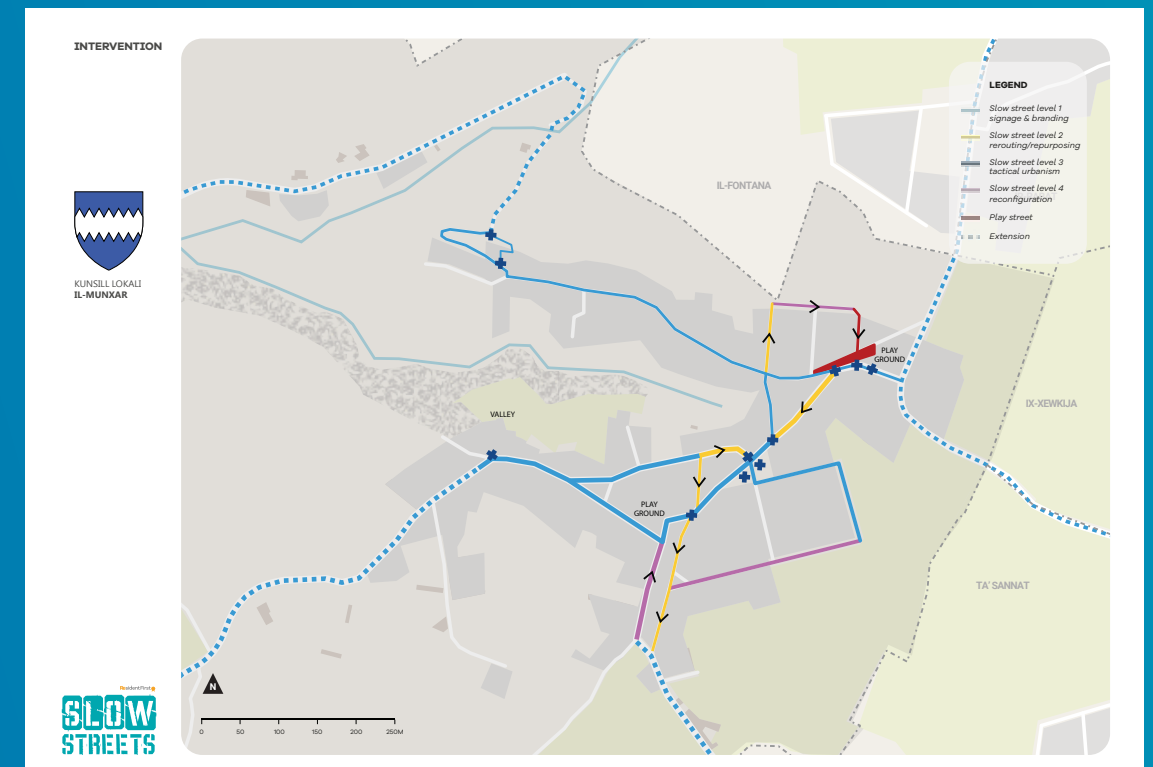 INTERVENTION
KUNSILL LOKALI
IL-MUNXAR
ResidentFirst
SLOW
STREETS
N
0 50 100 150 200 250M
IL-FONTANA
VALLEY
PLAY
GROUND
PLAY
GROUND
IX-XEWKIJA
TA' SANNAT
LEGEND
Slow street level 1
signage & branding
Slow street level 2
rerouting/repurposing
Slow street level 3
tactical urbanism
Slow street level 4
reconfiguration
Play street
Extension